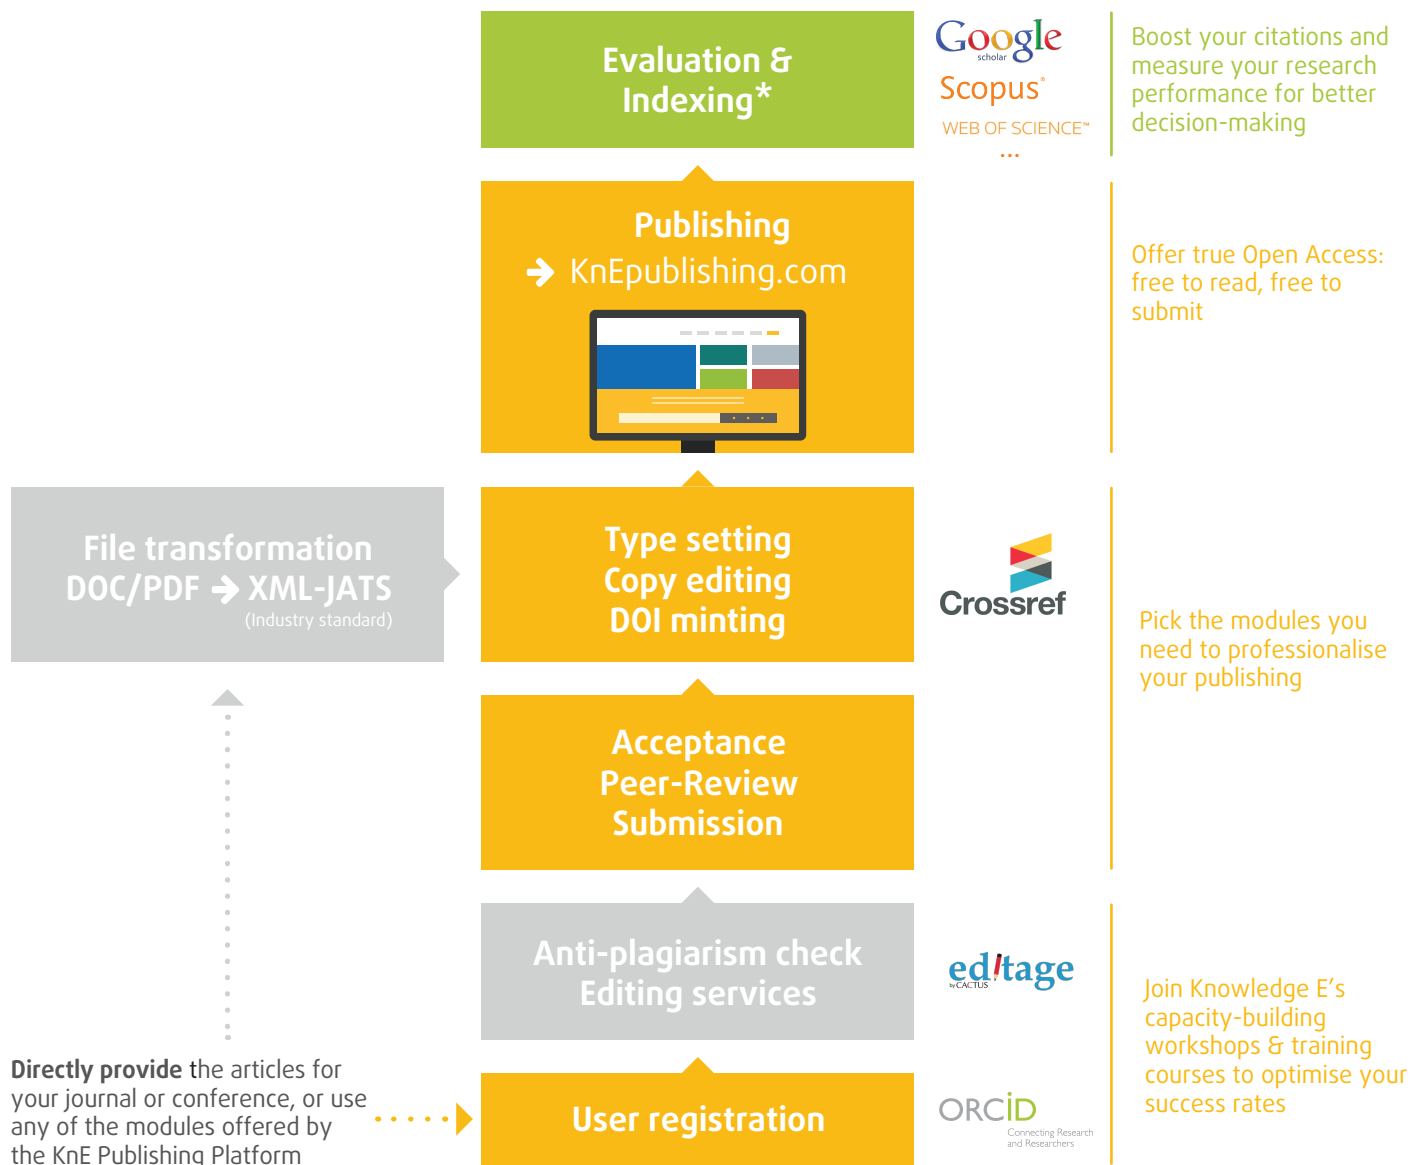 Evaluation &
Indexing*
Google
scholar
Scopus®
WEB OF SCIENCE™
...
Boost your citations and
measure your research
performance for better
decision-making
Publishing
➔ KnEpublishing.com
Offer true Open Access:
free to read, free to
submit
File transformation
DOC/PDF ➔ XML-JATS
(Industry standard)
Type setting
Copy editing
DOI minting
Crossref
Pick the modules you
need to professionalise
your publishing
Acceptance
Peer-Review
Submission
Anti-plagiarism check
Editing services
editage
by CACTUS
Join Knowledge E’s
capacity-building
workshops & training
courses to optimise your
success rates
Directly provide the articles for
your journal or conference, or use
any of the modules offered by
the KnE Publishing Platform
User registration
ORCiD
Connecting Research
and Researchers